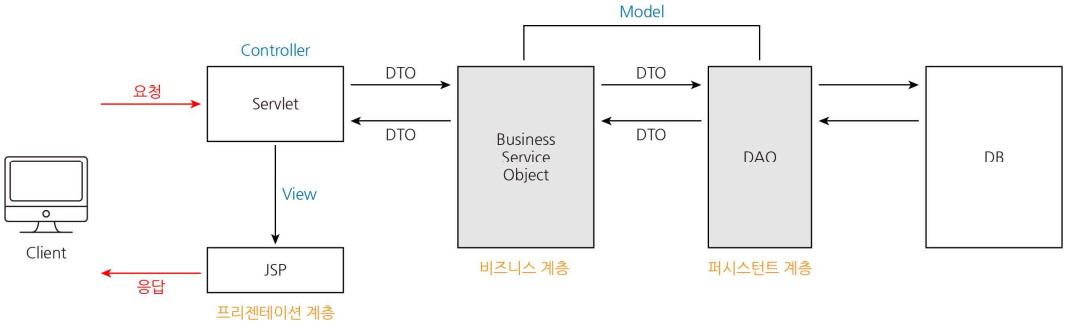 Model
Controller
요청
Servlet
DTO
DTO
Business
Service
Object
DTO
DTO
DAO
DB
View
Client
JSP
응답
프리젠테이션 계층
비즈니스 계층
퍼시스턴트 계층